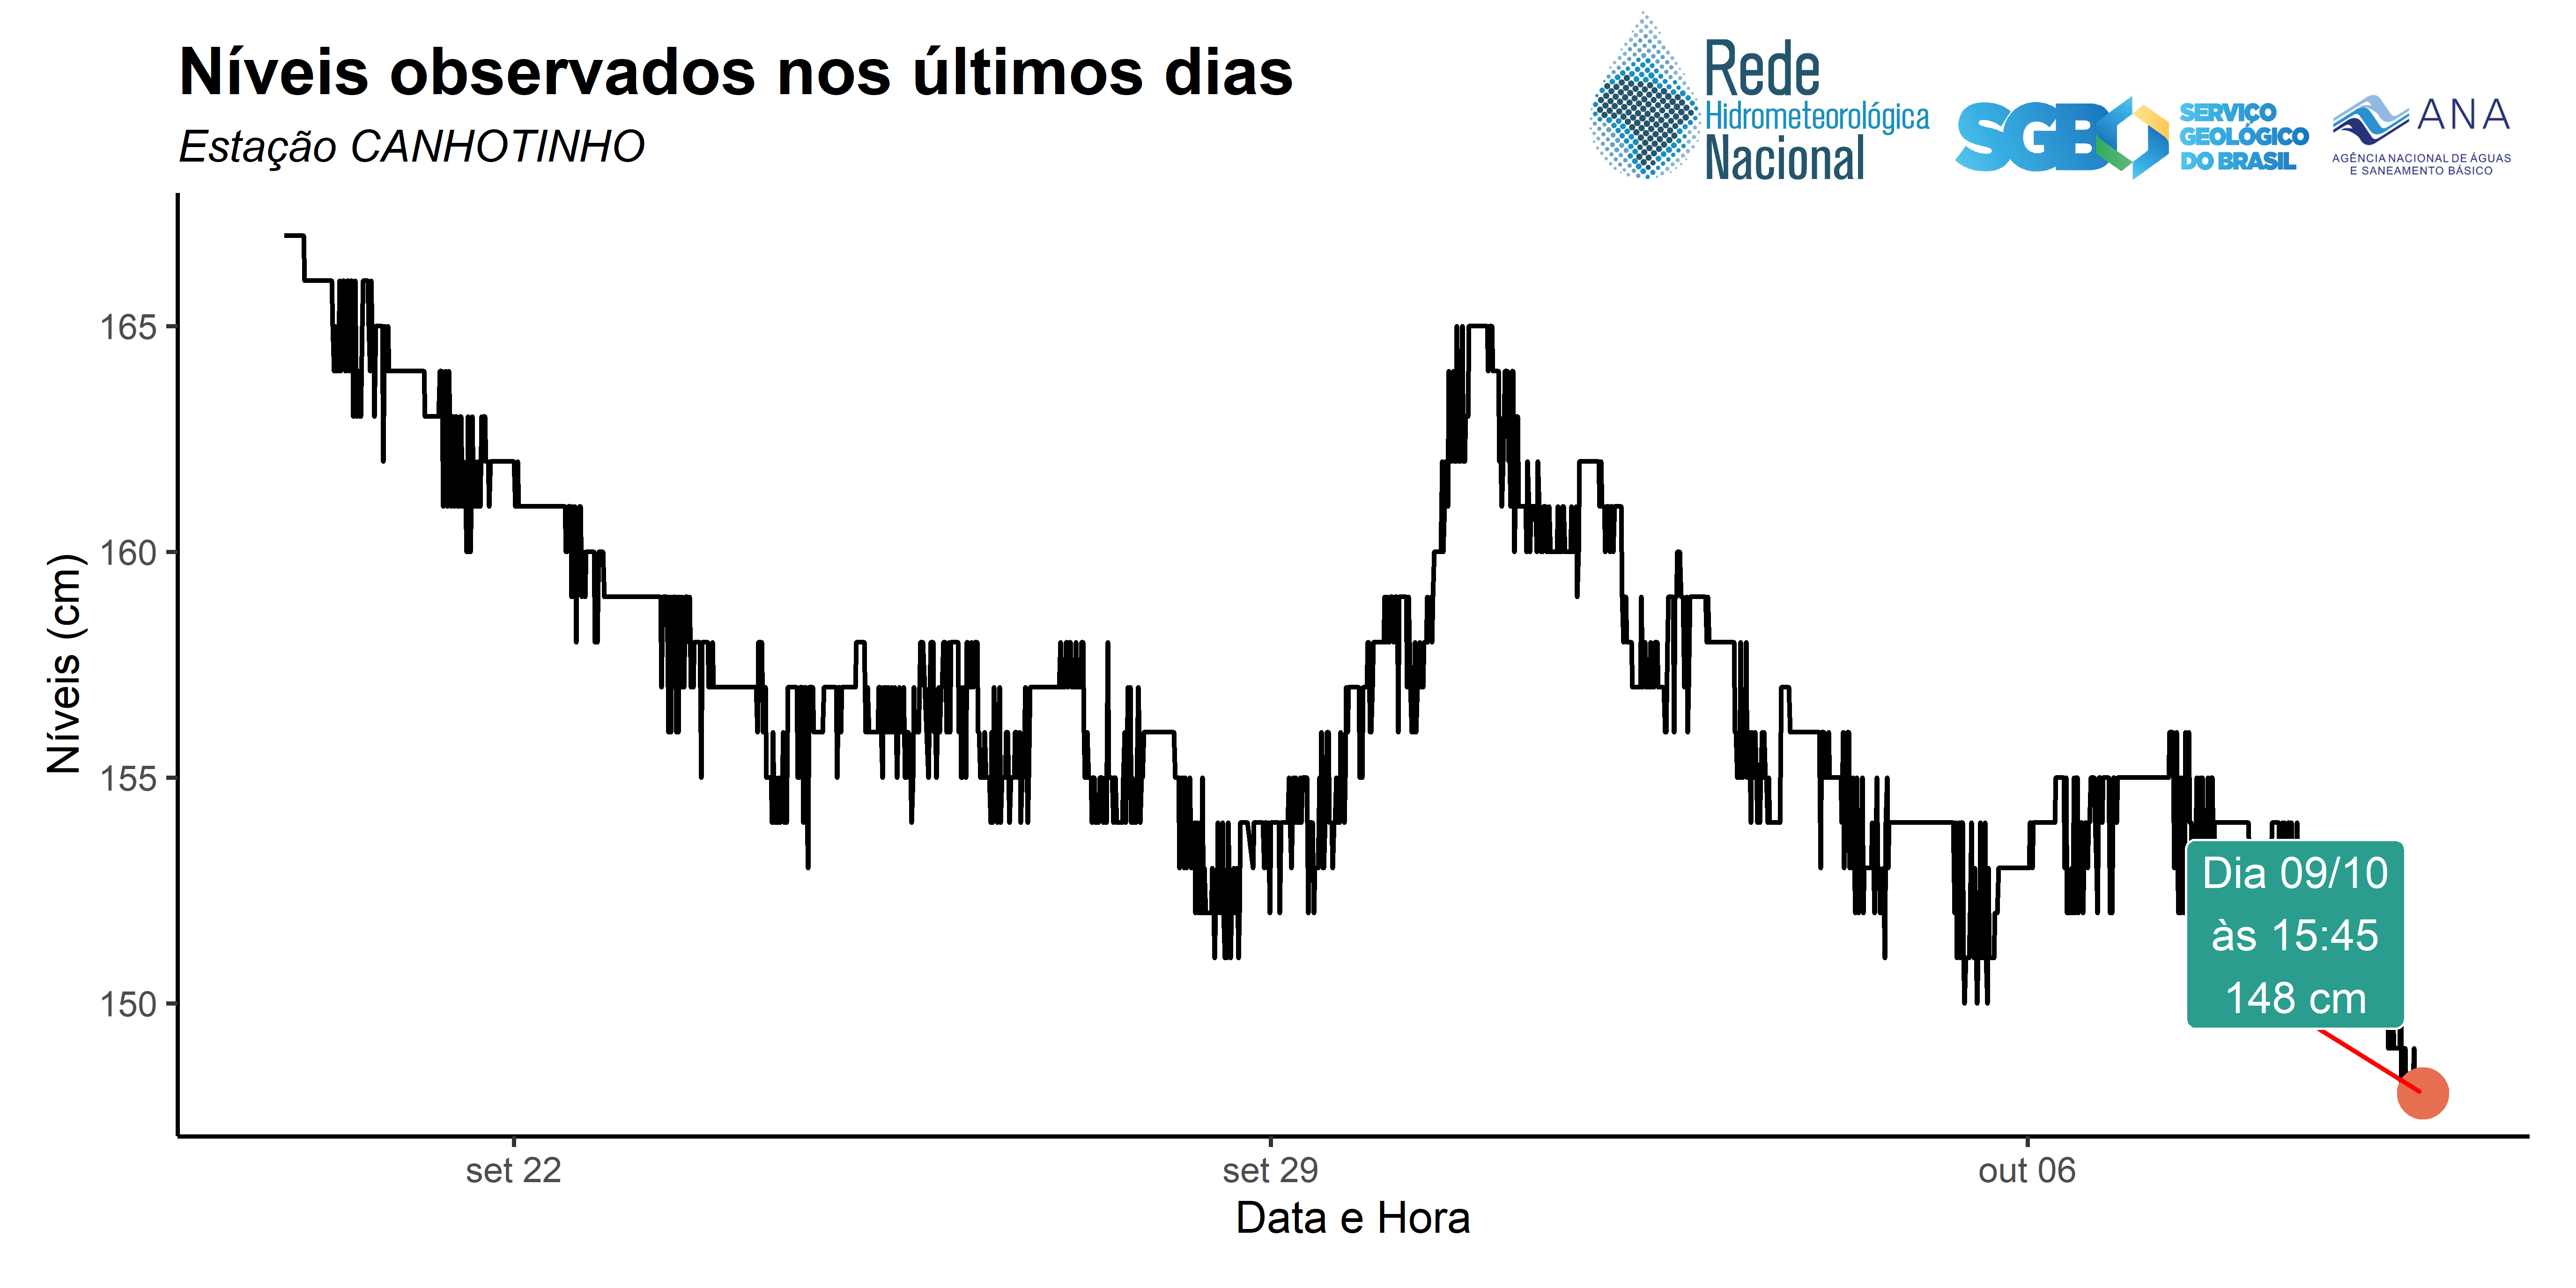 Níveis observados nos últimos dias
Estação CANHOTINHO
Rede
Hidrometeorológica
Nacional
SGB
SERVIÇO
GEOLÓGICO
DO BRASIL
ANA
AGÊNCIA NACIONAL DE ÁGUAS
E SANEAMENTO BÁSICO
Níveis (cm)
165
160
155
150
Dia 09/10
às 15:45
148 cm
set 22
set 29
out 06
Data e Hora